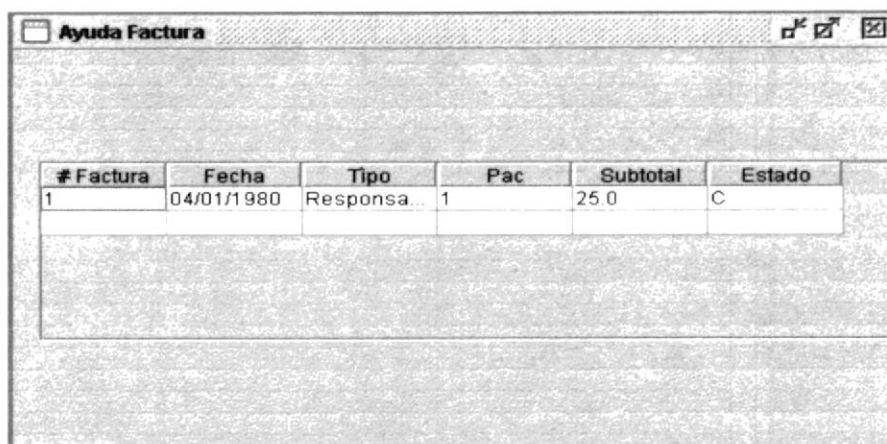 Ayuda Factura
# Factura Fecha Tipo Pac Subtotal Estado
1 04/01/1980 Responsa... 1 25.0 C